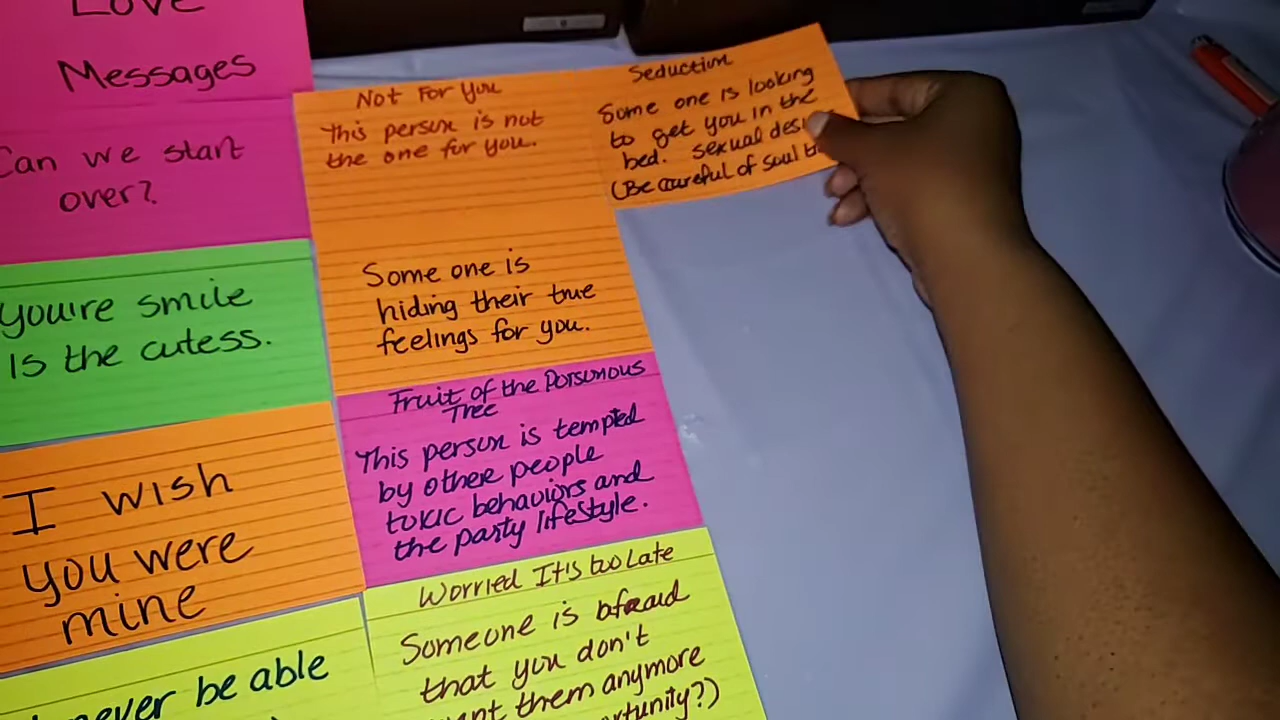 Love
Messages
Can we start
over?
you're smile
Is the cutess.
I wish
you were
mine
never be able
Not For You
This person is not
the one for you.
Some one is
hiding their true
feelings for you.
Fruit of the Poisunous
Tree
This person is tempted
by other people
toxic behaviors and
the party lifestyle.
Worried It's too Late
Someone is afraid
that you don't
want them anymore
Seduction
Some one is looking
to get you in the
bed. sexual
(Be careful of soul